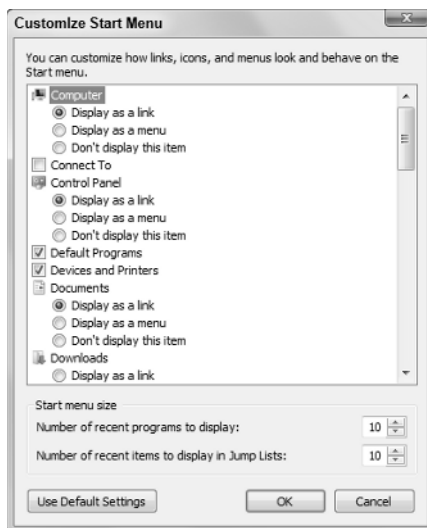 Customize Start Menu
x
You can customize how links, icons, and menus look and behave on the
Start menu.
Computer
Display as a link
Display as a menu
Don't display this item
Connect To
Control Panel
Display as a link
Display as a menu
Don't display this item
Default Programs
Devices and Printers
Documents
Display as a link
Display as a menu
Don't display this item
Downloads
Display as a link
Start menu size
Number of recent programs to display: 10
Number of recent items to display in Jump Lists: 10
Use Default Settings OK Cancel